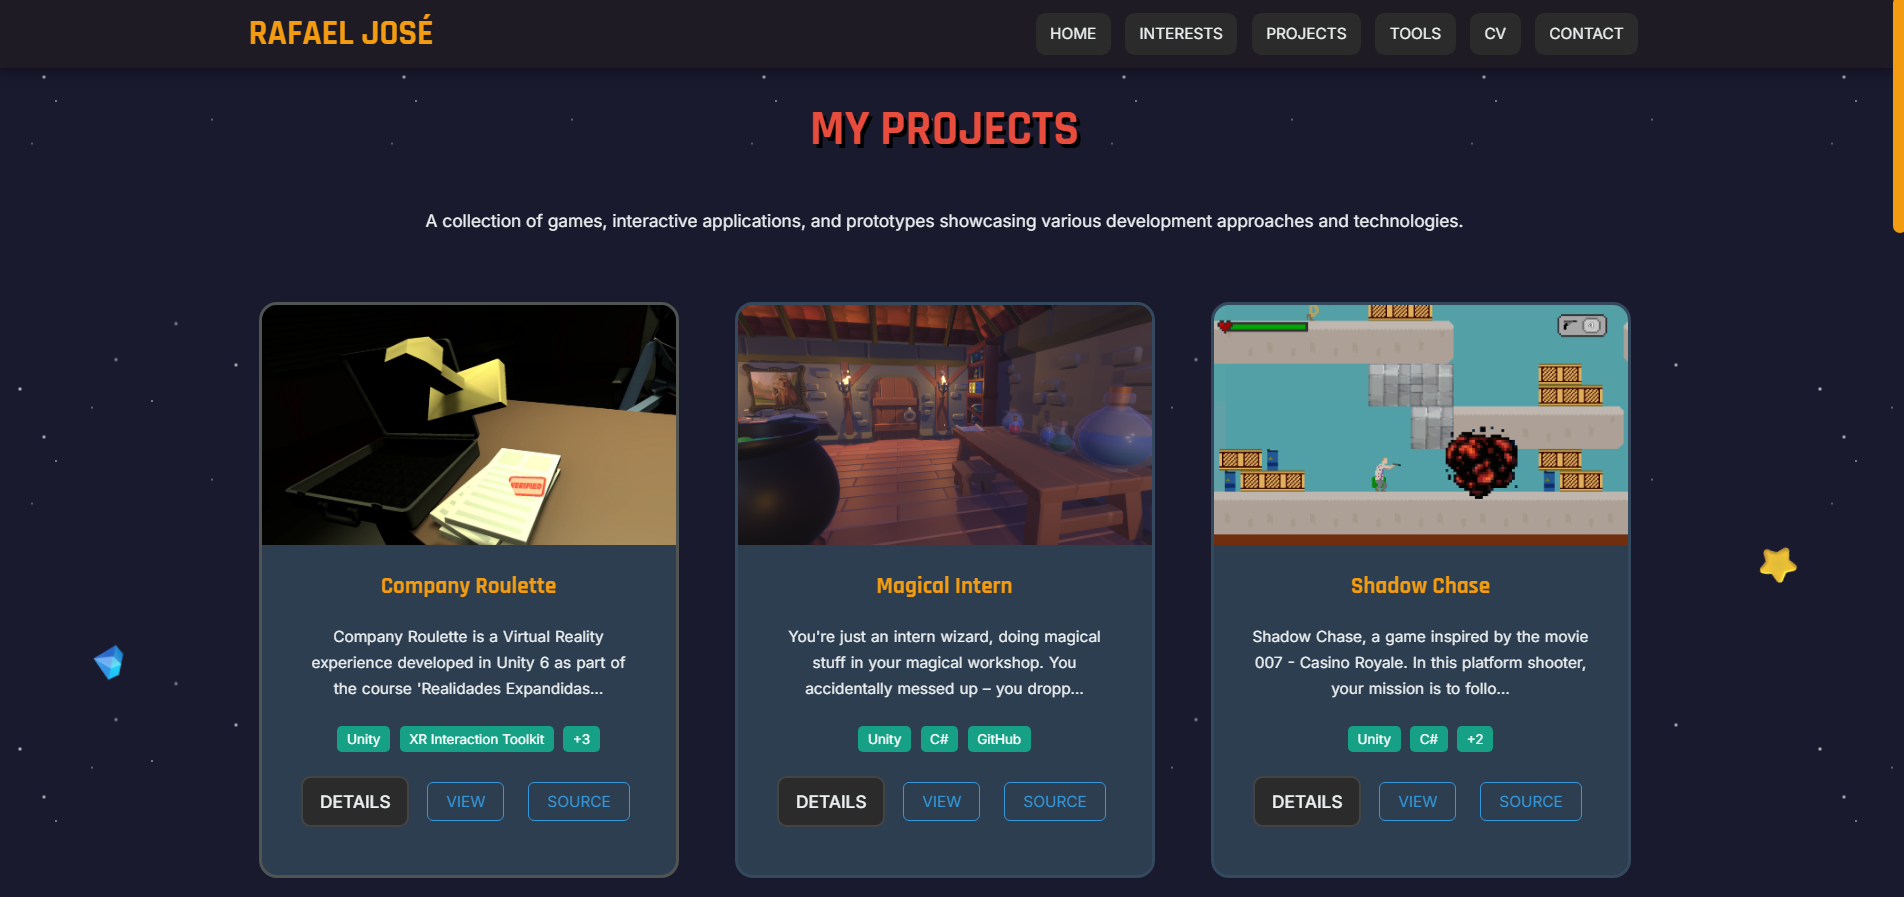 RAFAEL JOSÉ
HOME INTERESTS PROJECTS TOOLS CV CONTACT
MY PROJECTS
A collection of games, interactive applications, and prototypes showcasing various development approaches and technologies.
VERIFIED
Company Roulette
Company Roulette is a Virtual Reality
experience developed in Unity 6 as part of
the course 'Realidades Expandidas...
Unity XR Interaction Toolkit +3
DETAILS VIEW SOURCE
Magical Intern
You're just an intern wizard, doing magical
stuff in your magical workshop. You
accidentally messed up – you dropp...
Unity C# GitHub
DETAILS VIEW SOURCE
Shadow Chase
Shadow Chase, a game inspired by the movie
007 - Casino Royale. In this platform shooter,
your mission is to follo...
Unity C# +2
DETAILS VIEW SOURCE